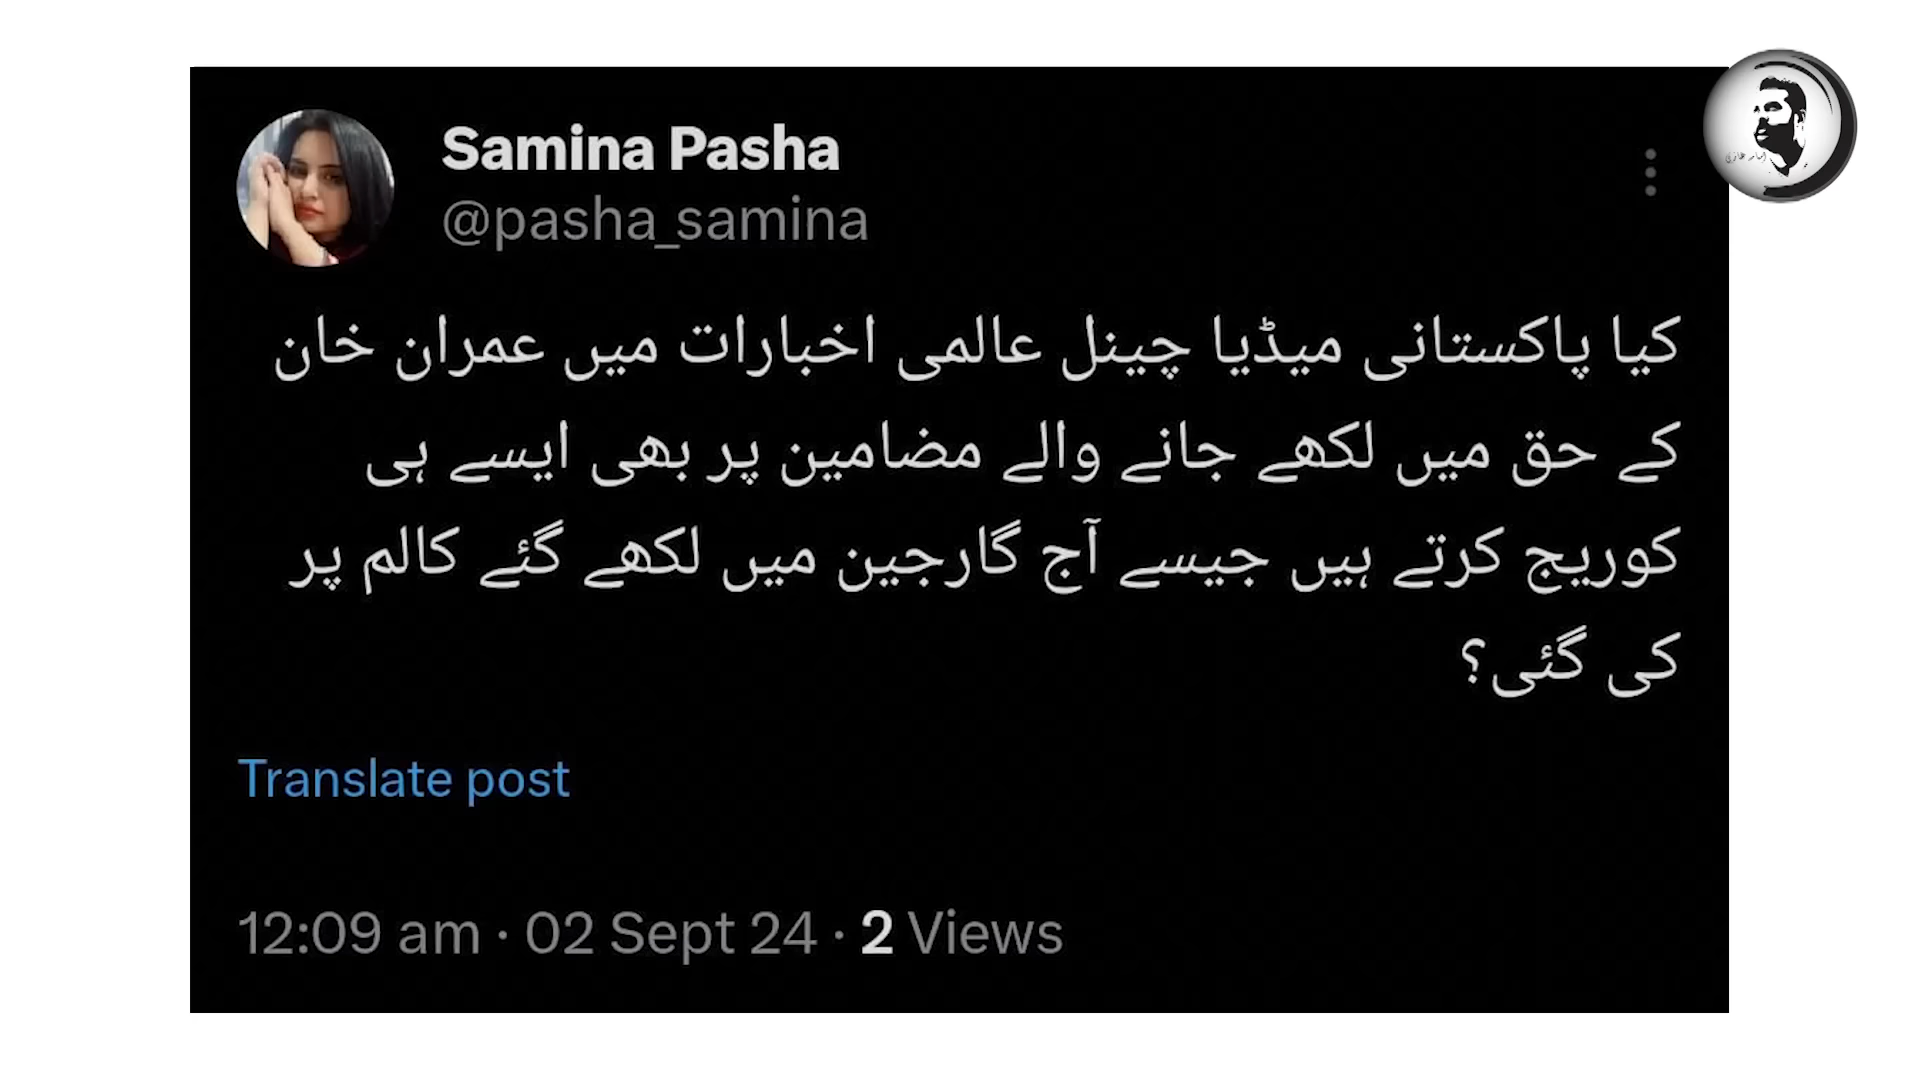 Samina Pasha
@pasha_samina
کیا پاکستانی میڈیا چینل عالمی اخبارات میں عمران خان
کے حق میں لکھے جانے والے مضامین پر بھی ایسے ہی
کوریج کرتے ہیں جیسے آج گارجین میں لکھے گئے کالم پر
کی گئی؟
Translate post
12:09 am · 02 Sept 24 · 2 Views